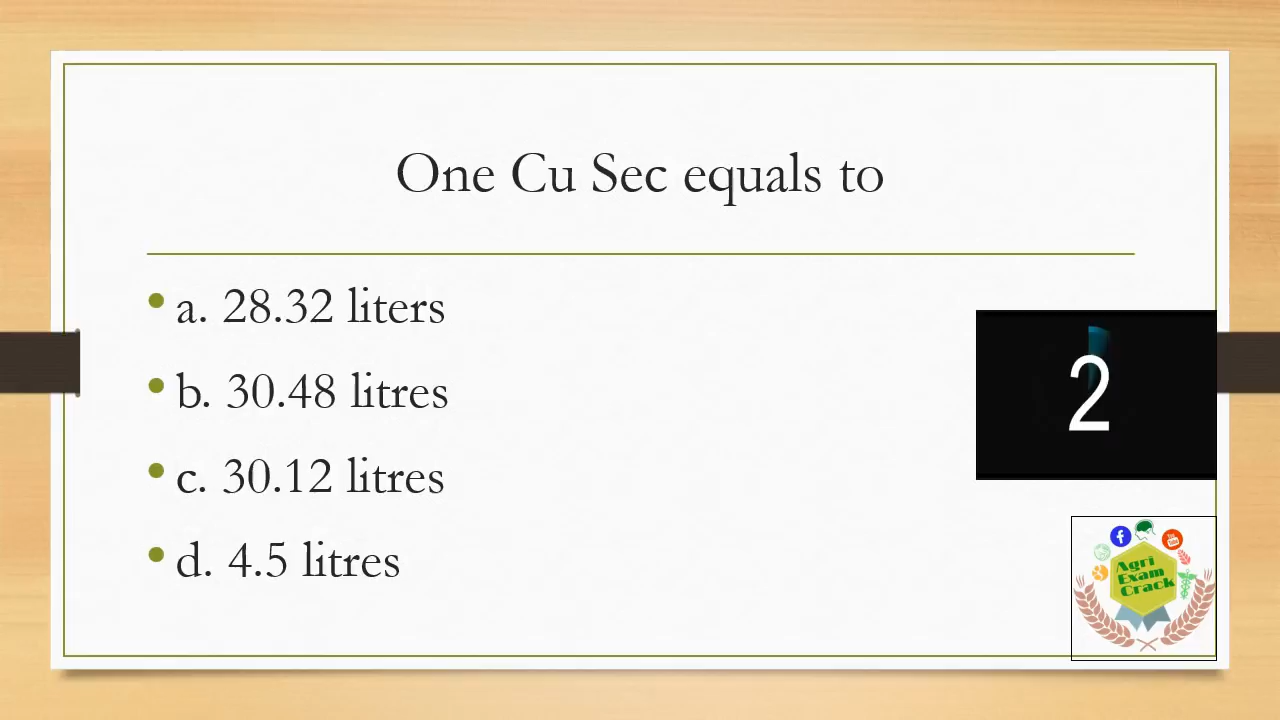 One Cu Sec equals to
a. 28.32 liters
b. 30.48 litres
c. 30.12 litres
d. 4.5 litres
2
Agri
Exam
Crack